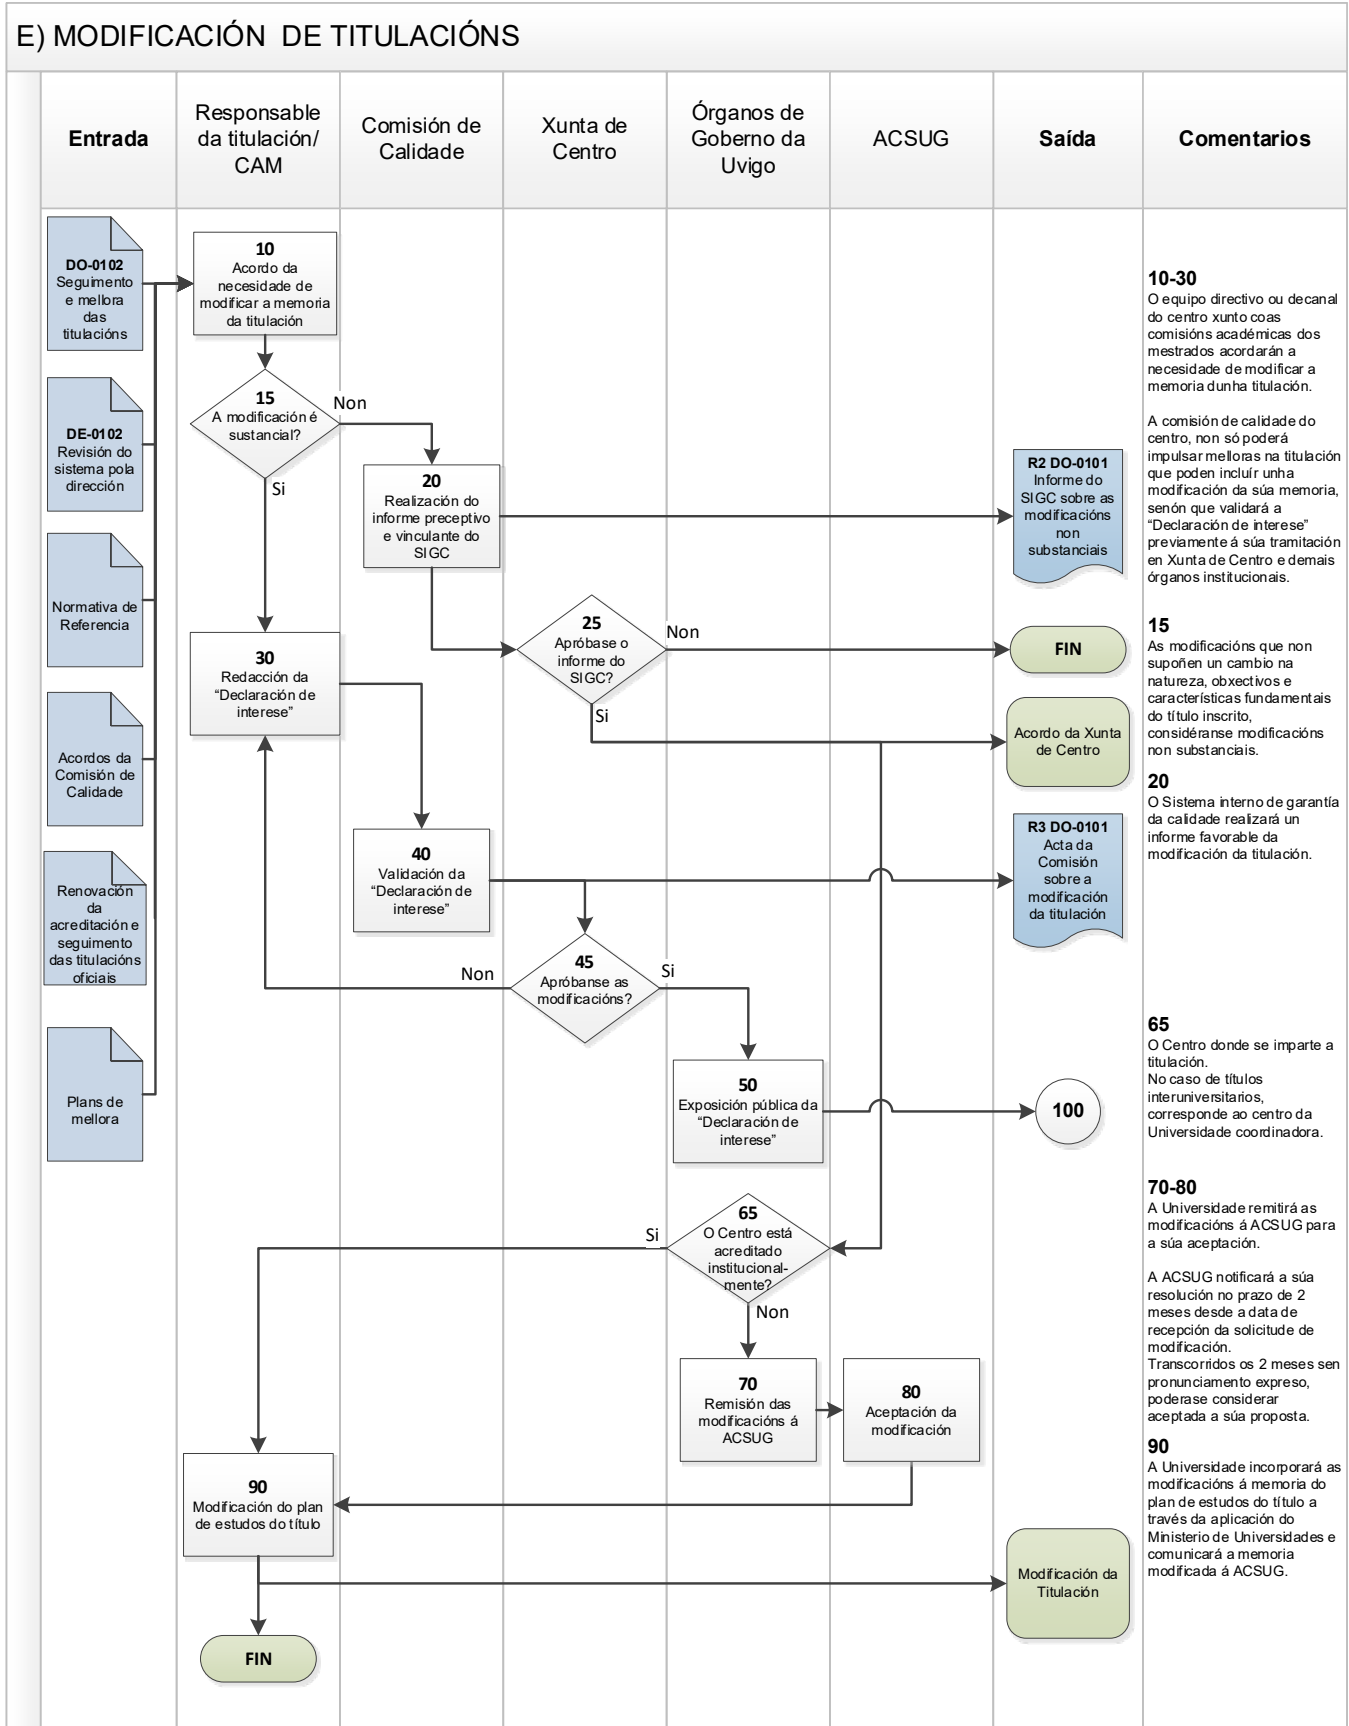 E) MODIFICACIÓN DE TITULACIÓNS
Entrada
Responsable
da titulación/
CAM
Comisión de
Calidade
Xunta de
Centro
Órganos de
Goberno da
Uvigo
ACSUG
Saída
Comentarios
DO-0102
Seguimento
e mellora
das
titulacións
DE-0102
Revisión do
sistema pola
dirección
Normativa de
Referencia
Acordos da
Comisión de
Calidade
Renovación
da
acreditación e
seguimento
das titulacións
oficiais
Plans de
mellora
10
Acordo da
necesidade de
modificar a memoria
da titulación
15
A modificación é
sustancial?
Non
Si
20
Realización do
informe preceptivo
e vinculante do
SIGC
R2 DO-0101
Informe do
SIGC sobre as
modificacións
non
substanciais
25
Apróbase o
informe do
SIGC?
Non
Si
FIN
Acordo da Xunta
de Centro
30
Redacción da
“Declaración de
interese”
40
Validación da
“Declaración de
interese”
R3 DO-0101
Acta da
Comisión
sobre a
modificación
da titulación
45
Apróbanse as
modificacións?
Non
Si
50
Exposición pública da
“Declaración de
interese”
100
65
O Centro está
acreditado
institucional-
mente?
Si
Non
70
Remisión das
modificacións á
ACSUG
80
Aceptación da
modificación
90
Modificación do plan
de estudos do título
Modificación da
Titulación
FIN
10-30
O equipo directivo ou decanal
do centro xunto coas
comisións académicas dos
mestrados acordarán a
necesidade de modificar a
memoria dunha titulación.
A comisión de calidade do
centro, non só poderá
impulsar melloras na titulación
que poden incluír unha
modificación da súa memoria,
senón que validará a
“Declaración de interese”
previamente á súa tramitación
en Xunta de Centro e demais
órganos institucionais.
15
As modificacións que non
supoñen un cambio na
natureza, obxectivos e
características fundamentais
do título inscrito,
considéranse modificacións
non substanciais.
20
O Sistema interno de garantía
da calidade realizará un
informe favorable da
modificación da titulación.
65
O Centro donde se imparte a
titulación.
No caso de títulos
interuniversitarios,
corresponde ao centro da
Universidade coordinadora.
70-80
A Universidade remitirá as
modificacións á ACSUG para
a súa aceptación.
A ACSUG notificará a súa
resolución no prazo de 2
meses desde a data de
recepción da solicitude de
modificación.
Transcorridos os 2 meses sen
pronunciamento expreso,
poderase considerar
aceptada a súa proposta.
90
A Universidade incorporará as
modificacións á memoria do
plan de estudos do título a
través da aplicación do
Ministerio de Universidades e
comunicará a memoria
modificada á ACSUG.